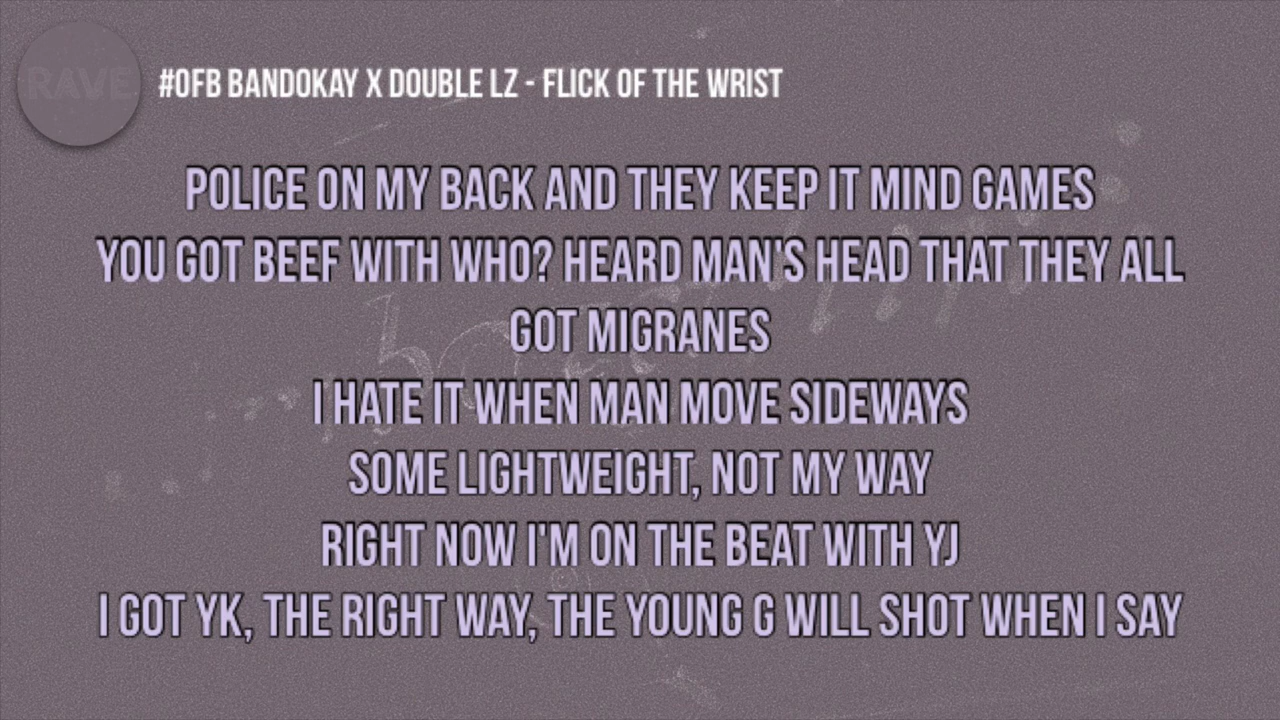 RAVE
#OFB BANDOKAY X DOUBLE LZ - FLICK OF THE WRIST
POLICE ON MY BACK AND THEY KEEP IT MIND GAMES
YOU GOT BEEF WITH WHO? HEARD MAN'S HEAD THAT THEY ALL
GOT MIGRANES
I HATE IT WHEN MAN MOVE SIDEWAYS
SOME LIGHTWEIGHT, NOT MY WAY
RIGHT NOW I'M ON THE BEAT WITH YJ
I GOT YK, THE RIGHT WAY, THE YOUNG G WILL SHOT WHEN I SAY